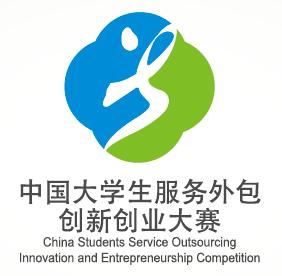 中国大学生服务外包
创新创业大赛
China Students Service Outsourcing
Innovation and Entrepreneurship Competition